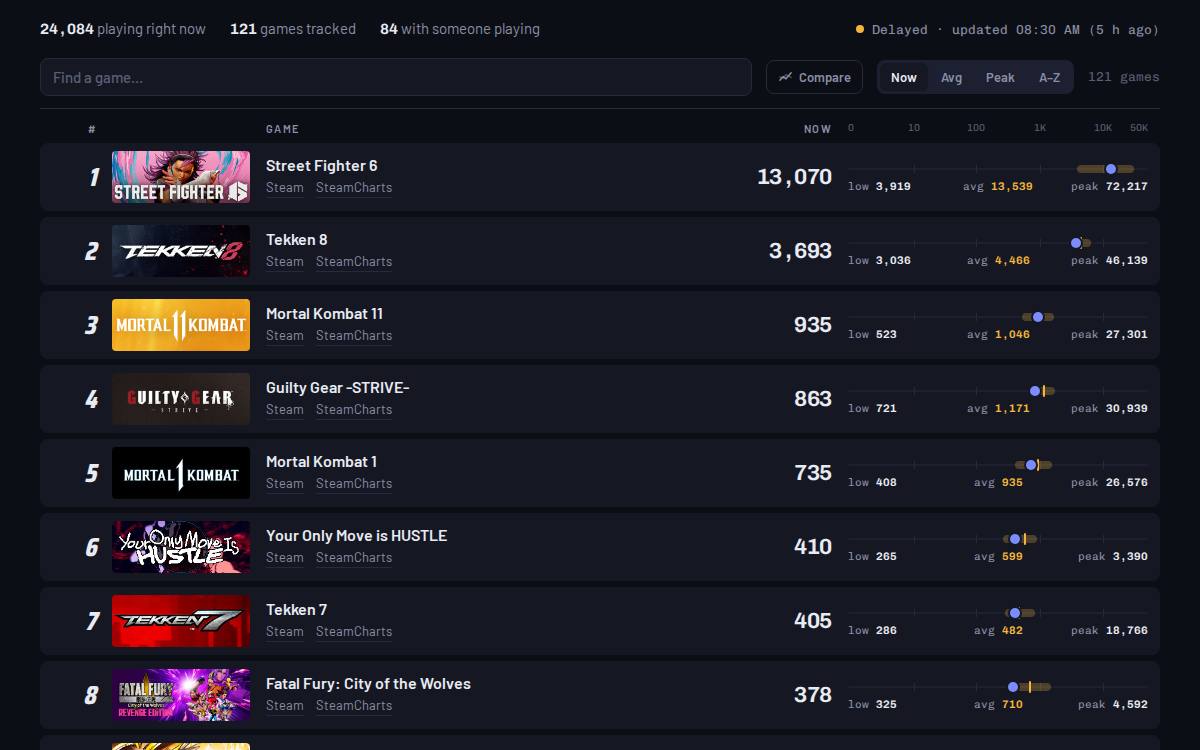 24,084 playing right now 121 games tracked 84 with someone playing Delayed · updated 08:30 AM (5 h ago)
Find a game... Compare Now Avg Peak A–Z 121 games
# GAME NOW 0 10 100 1K 10K 50K
1 STREET FIGHTER 6 Street Fighter 6 13,070
Steam SteamCharts low 3,919 avg 13,539 peak 72,217
2 TEKKEN 8 Tekken 8 3,693
Steam SteamCharts low 3,036 avg 4,466 peak 46,139
3 MORTAL 11 KOMBAT Mortal Kombat 11 935
Steam SteamCharts low 523 avg 1,046 peak 27,301
4 GUILTY GEAR -STRIVE- Guilty Gear -STRIVE- 863
Steam SteamCharts low 721 avg 1,171 peak 30,939
5 MORTAL 1 KOMBAT Mortal Kombat 1 735
Steam SteamCharts low 408 avg 935 peak 26,576
6 Your Only Move Is HUSTLE Your Only Move is HUSTLE 410
Steam SteamCharts low 265 avg 599 peak 3,390
7 TEKKEN 7 Tekken 7 405
Steam SteamCharts low 286 avg 482 peak 18,766
8 FATAL FURY City of the Wolves REVENGE EDITION Fatal Fury: City of the Wolves 378
Steam SteamCharts low 325 avg 710 peak 4,592